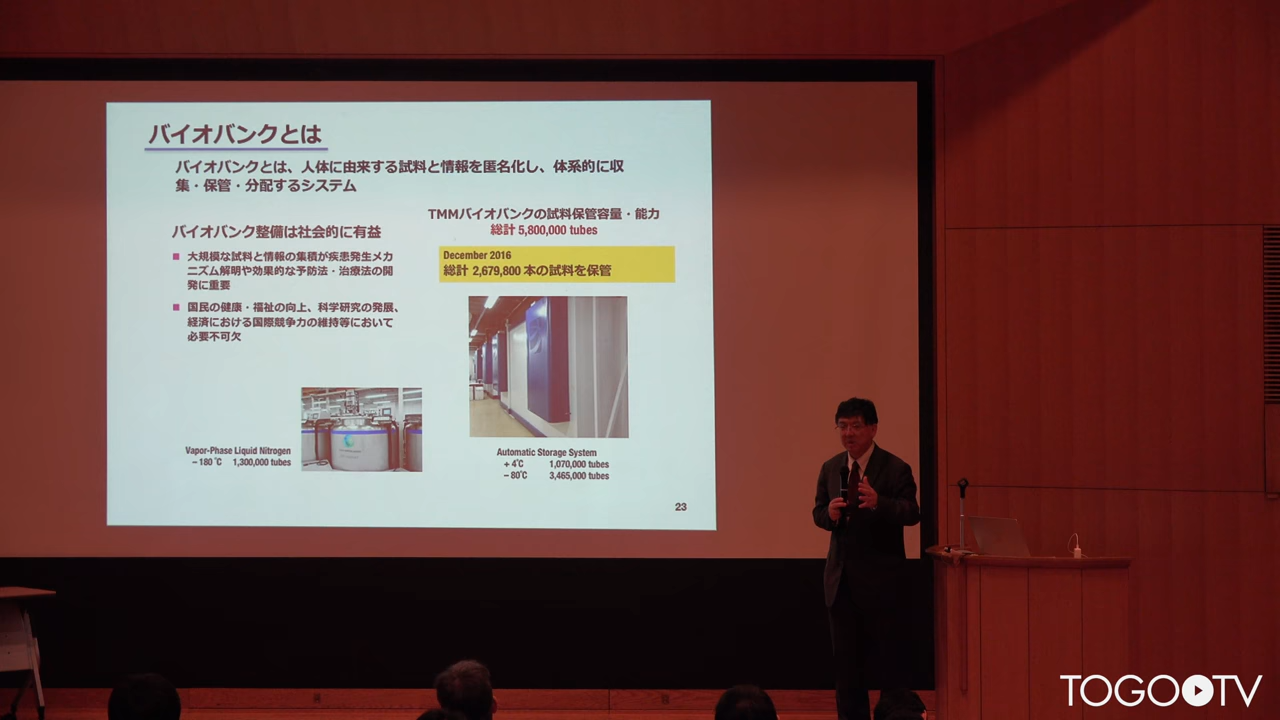 バイオバンクとは
バイオバンクとは、人体に由来する試料と情報を匿名化し、体系的に収
集・保管・分配するシステム
バイオバンク整備は社会的に有益
■ 大規模な試料と情報の集積が疾患発生メカ
ニズム解明や効果的な予防法・治療法の開
発に重要
■ 国民の健康・福祉の向上、科学研究の発展、
経済における国際競争力の維持等において
必要不可欠
TMMバイオバンクの試料保管容量・能力
総計 5,800,000 tubes
December 2016
総計 2,679,800 本の試料を保管
Vapor-Phase Liquid Nitrogen
－180 ℃ 1,300,000 tubes
Automatic Storage System
+ 4℃ 1,070,000 tubes
－80℃ 3,465,000 tubes
23
TOGOTV